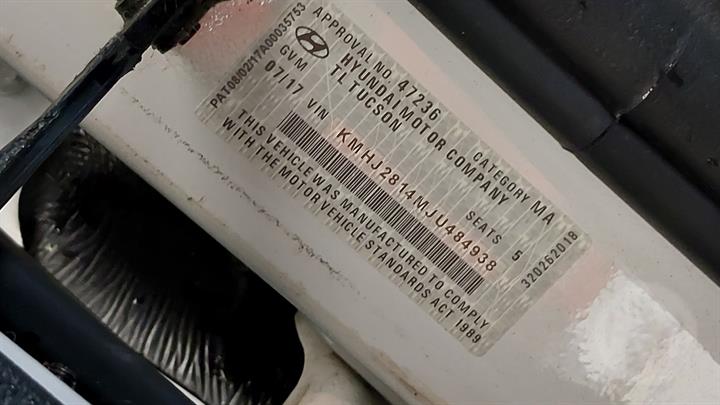 PAT08/02/17A00035753
APPROVAL NO. 47236 CATEGORY MA
HYUNDAI MOTOR COMPANY
GVM TL TUCSON SEATS 5
07/17 VIN KMHJ2814MJU484938 320262018
THIS VEHICLE WAS MANUFACTURED TO COMPLY
WITH THE MOTOR VEHICLE STANDARDS ACT 1989